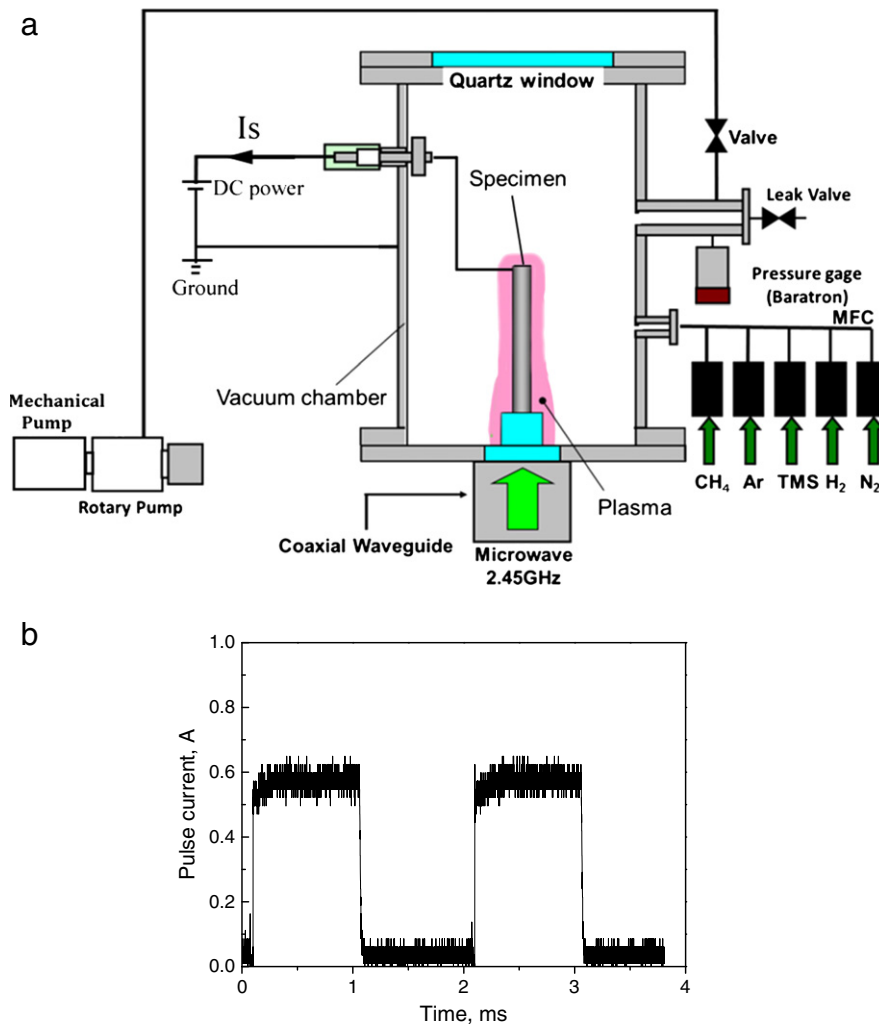 a
Quartz window
Valve
Is
DC power
Specimen
Leak Valve
Ground
Pressure gage
(Baratron)
MFC
Vacuum chamber
Mechanical
Pump
Rotary Pump
CH₄ Ar TMS H₂ N₂
Plasma
Coaxial Waveguide
Microwave
2.45GHz
b
1.0
0.8
0.6
0.4
0.2
0.0
Pulse current, A
0 1 2 3 4
Time, ms